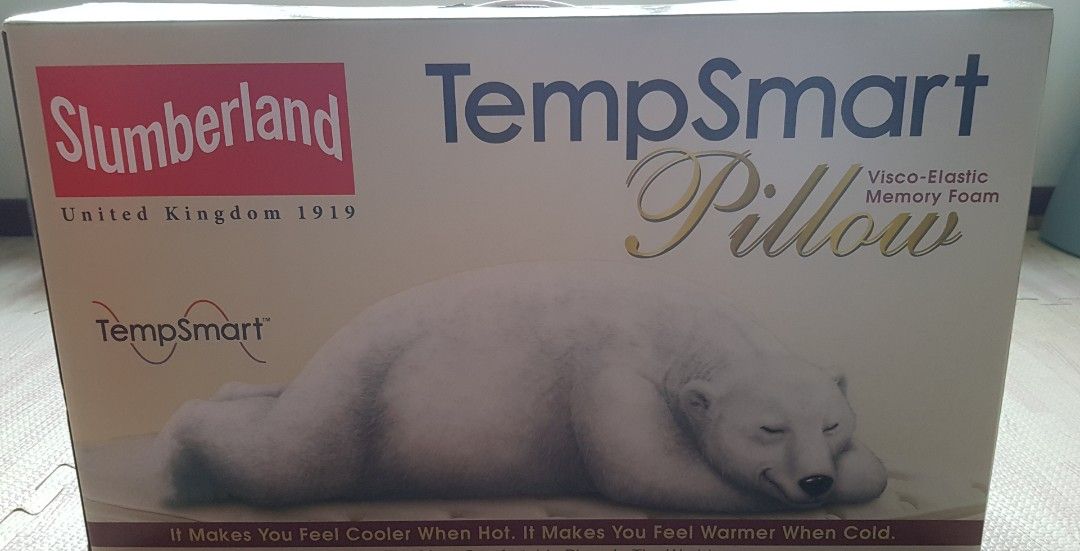 Slumberland
United Kingdom 1919
TempSmart
Pillow
Visco-Elastic
Memory Foam
TempSmart™
It Makes You Feel Cooler When Hot. It Makes You Feel Warmer When Cold.